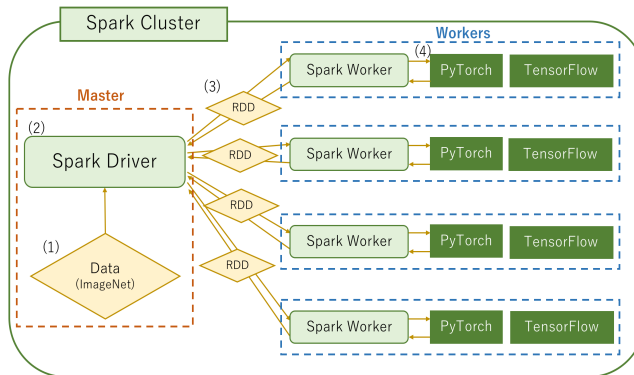 Spark Cluster
Workers
(4)
Spark Worker
PyTorch
TensorFlow
(3)
RDD
Master
(2)
Spark Driver
RDD
Spark Worker
PyTorch
TensorFlow
RDD
Spark Worker
PyTorch
TensorFlow
(1)
Data
(ImageNet)
RDD
Spark Worker
PyTorch
TensorFlow